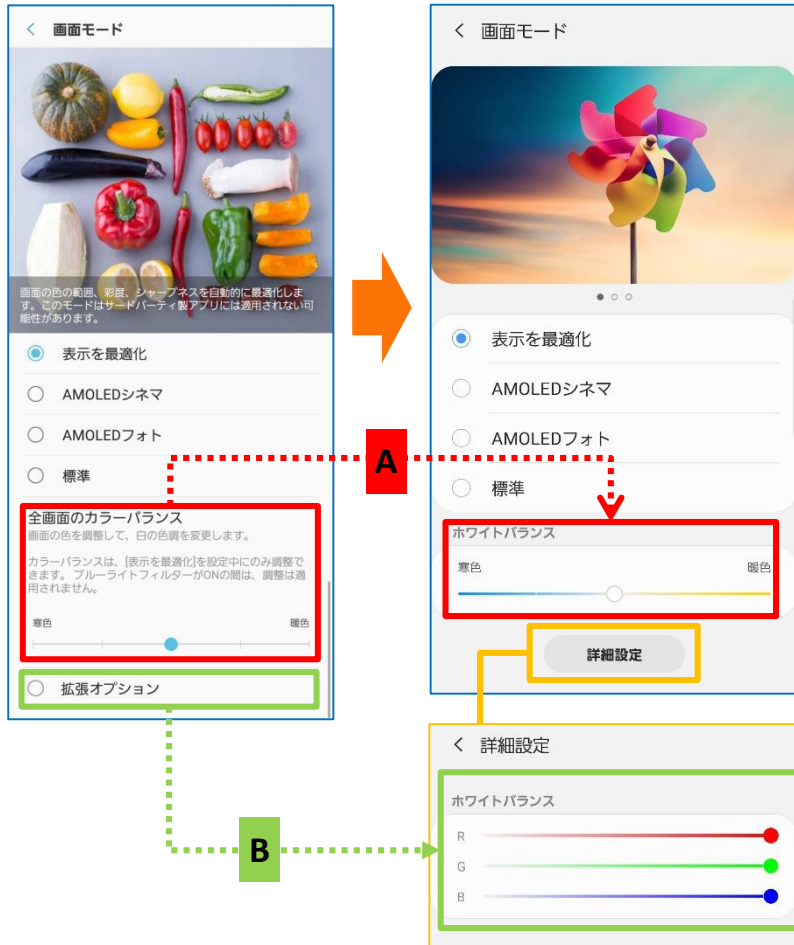 画面モード
画面の色の範囲、彩度、シャープネスを自動的に最適化しま
す。このモードはサードパーティ製アプリには適用されない可
能性があります。
表示を最適化
AMOLEDシネマ
AMOLEDフォト
標準
全画面のカラーバランス
画面の色を調整して、白の色調を変更します。
カラーバランスは、[表示を最適化]を設定中にのみ調整で
きます。 ブルーライトフィルターがONの間は、調整は適
用されません。
寒色
暖色
拡張オプション
A
B
画面モード
表示を最適化
AMOLEDシネマ
AMOLEDフォト
標準
ホワイトバランス
寒色
暖色
詳細設定
詳細設定
ホワイトバランス
R
G
B